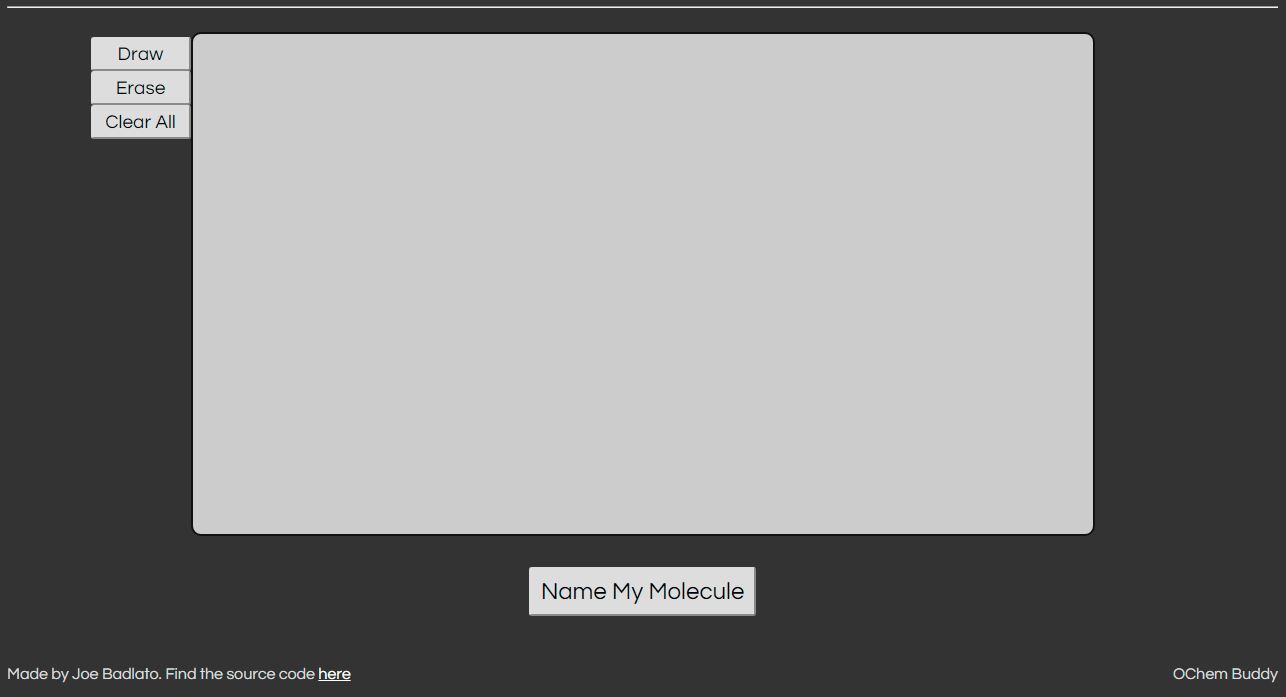 Draw
Erase
Clear All
Name My Molecule
Made by Joe Badlato. Find the source code here
OChem Buddy